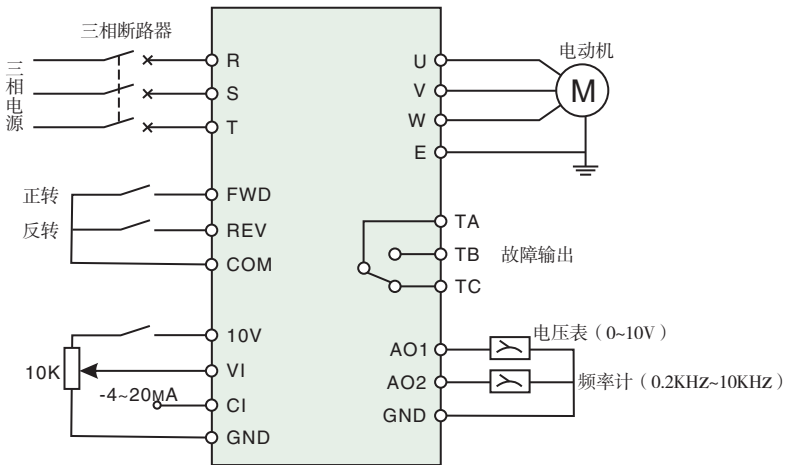 三相断路器
三相电源
R
S
T
U
V
W
E
电动机
M
正转
反转
FWD
REV
COM
TA
TB
TC
故障输出
10K
10V
VI
-4~20MA
CI
GND
AO1
AO2
GND
电压表（0~10V）
频率计（0.2KHz~10KHz）